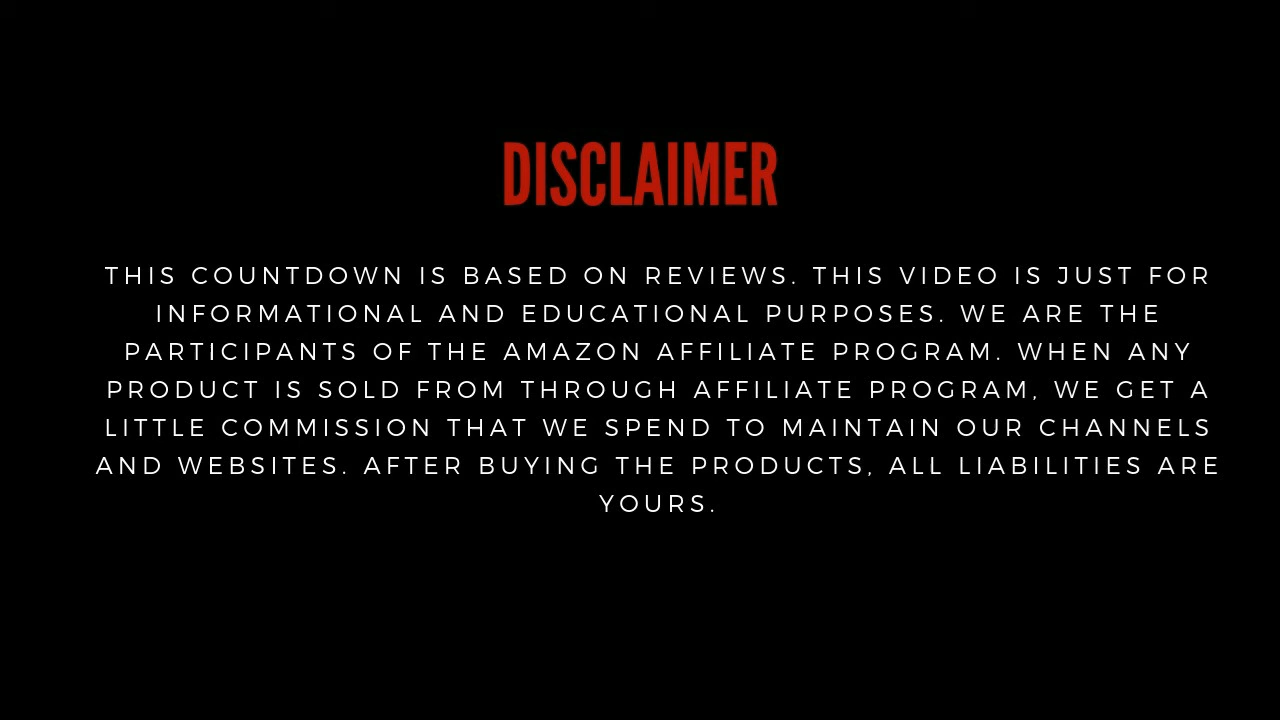 DISCLAIMER
THIS COUNTDOWN IS BASED ON REVIEWS. THIS VIDEO IS JUST FOR
INFORMATIONAL AND EDUCATIONAL PURPOSES. WE ARE THE
PARTICIPANTS OF THE AMAZON AFFILIATE PROGRAM. WHEN ANY
PRODUCT IS SOLD FROM THROUGH AFFILIATE PROGRAM, WE GET A
LITTLE COMMISSION THAT WE SPEND TO MAINTAIN OUR CHANNELS
AND WEBSITES. AFTER BUYING THE PRODUCTS, ALL LIABILITIES ARE
YOURS.